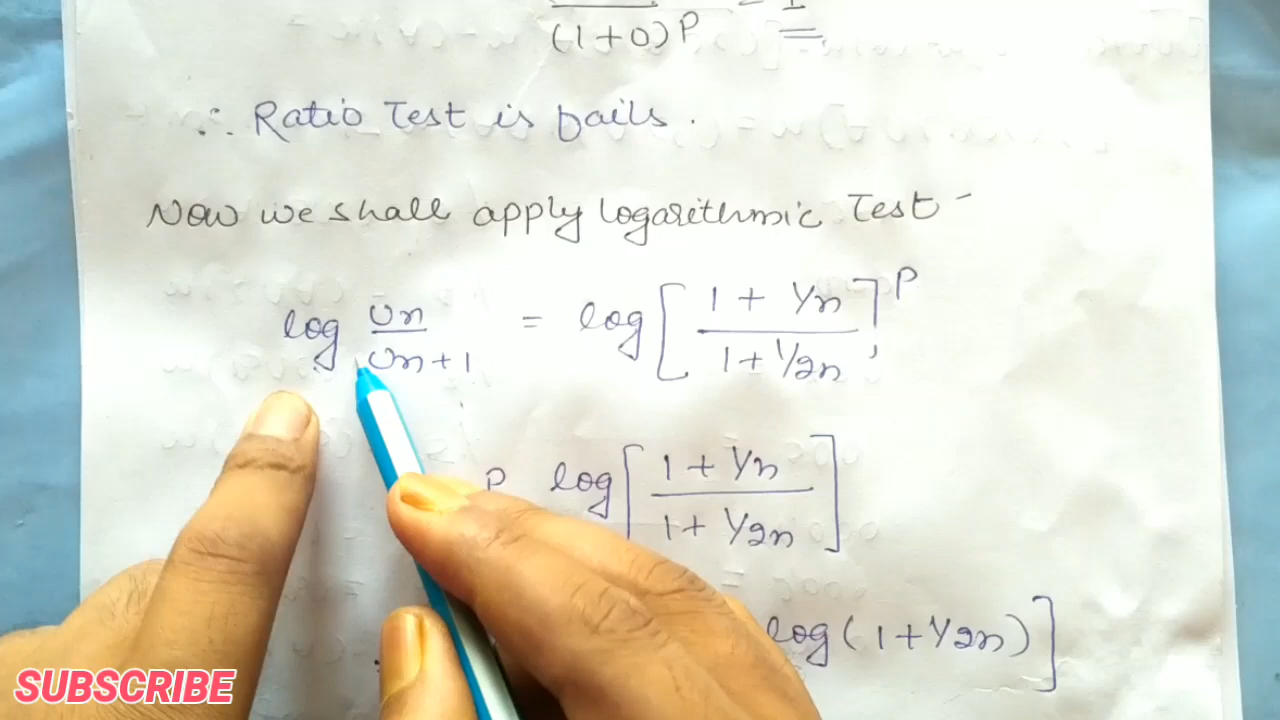 (1+0)^P = 1
∴ Ratio Test is fails.
Now we shall apply logarithmic Test -
log Un/Un+1 = log [1 + 1/n / 1 + 1/2n]^P
P log [1 + 1/n / 1 + 1/2n]
log (1 + 1/2n)]
SUBSCRIBE